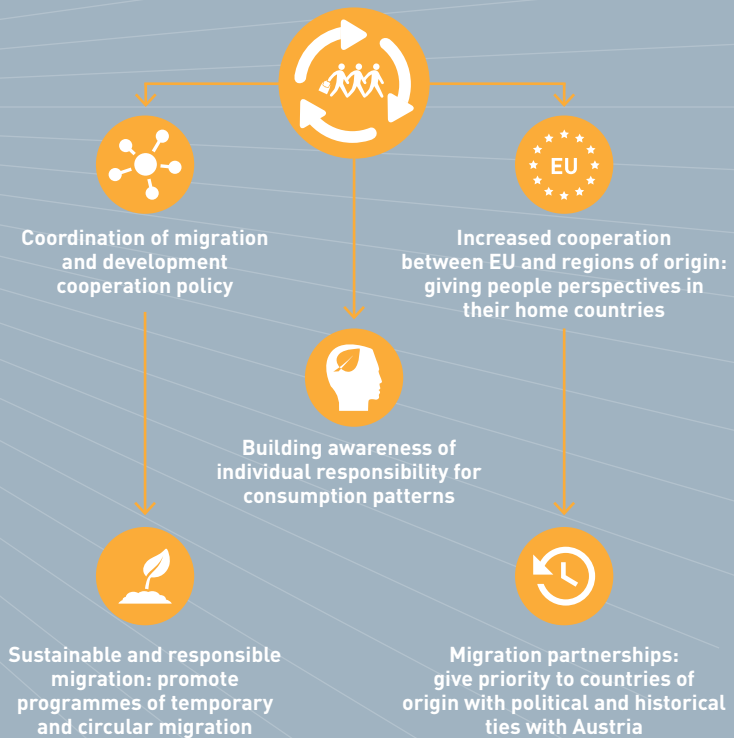 Coordination of migration
and development
cooperation policy
EU
Increased cooperation
between EU and regions of origin:
giving people perspectives in
their home countries
Building awareness of
individual responsibility for
consumption patterns
Sustainable and responsible
migration: promote
programmes of temporary
and circular migration
Migration partnerships:
give priority to countries of
origin with political and historical
ties with Austria